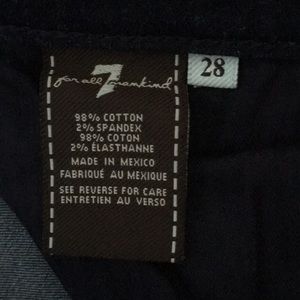 7
for all mankind
28
98% COTTON
2% SPANDEX
98% COTON
2% ÉLASTHANNE
MADE IN MEXICO
FABRIQUÉ AU MEXIQUE
SEE REVERSE FOR CARE
ENTRETIEN AU VERSO